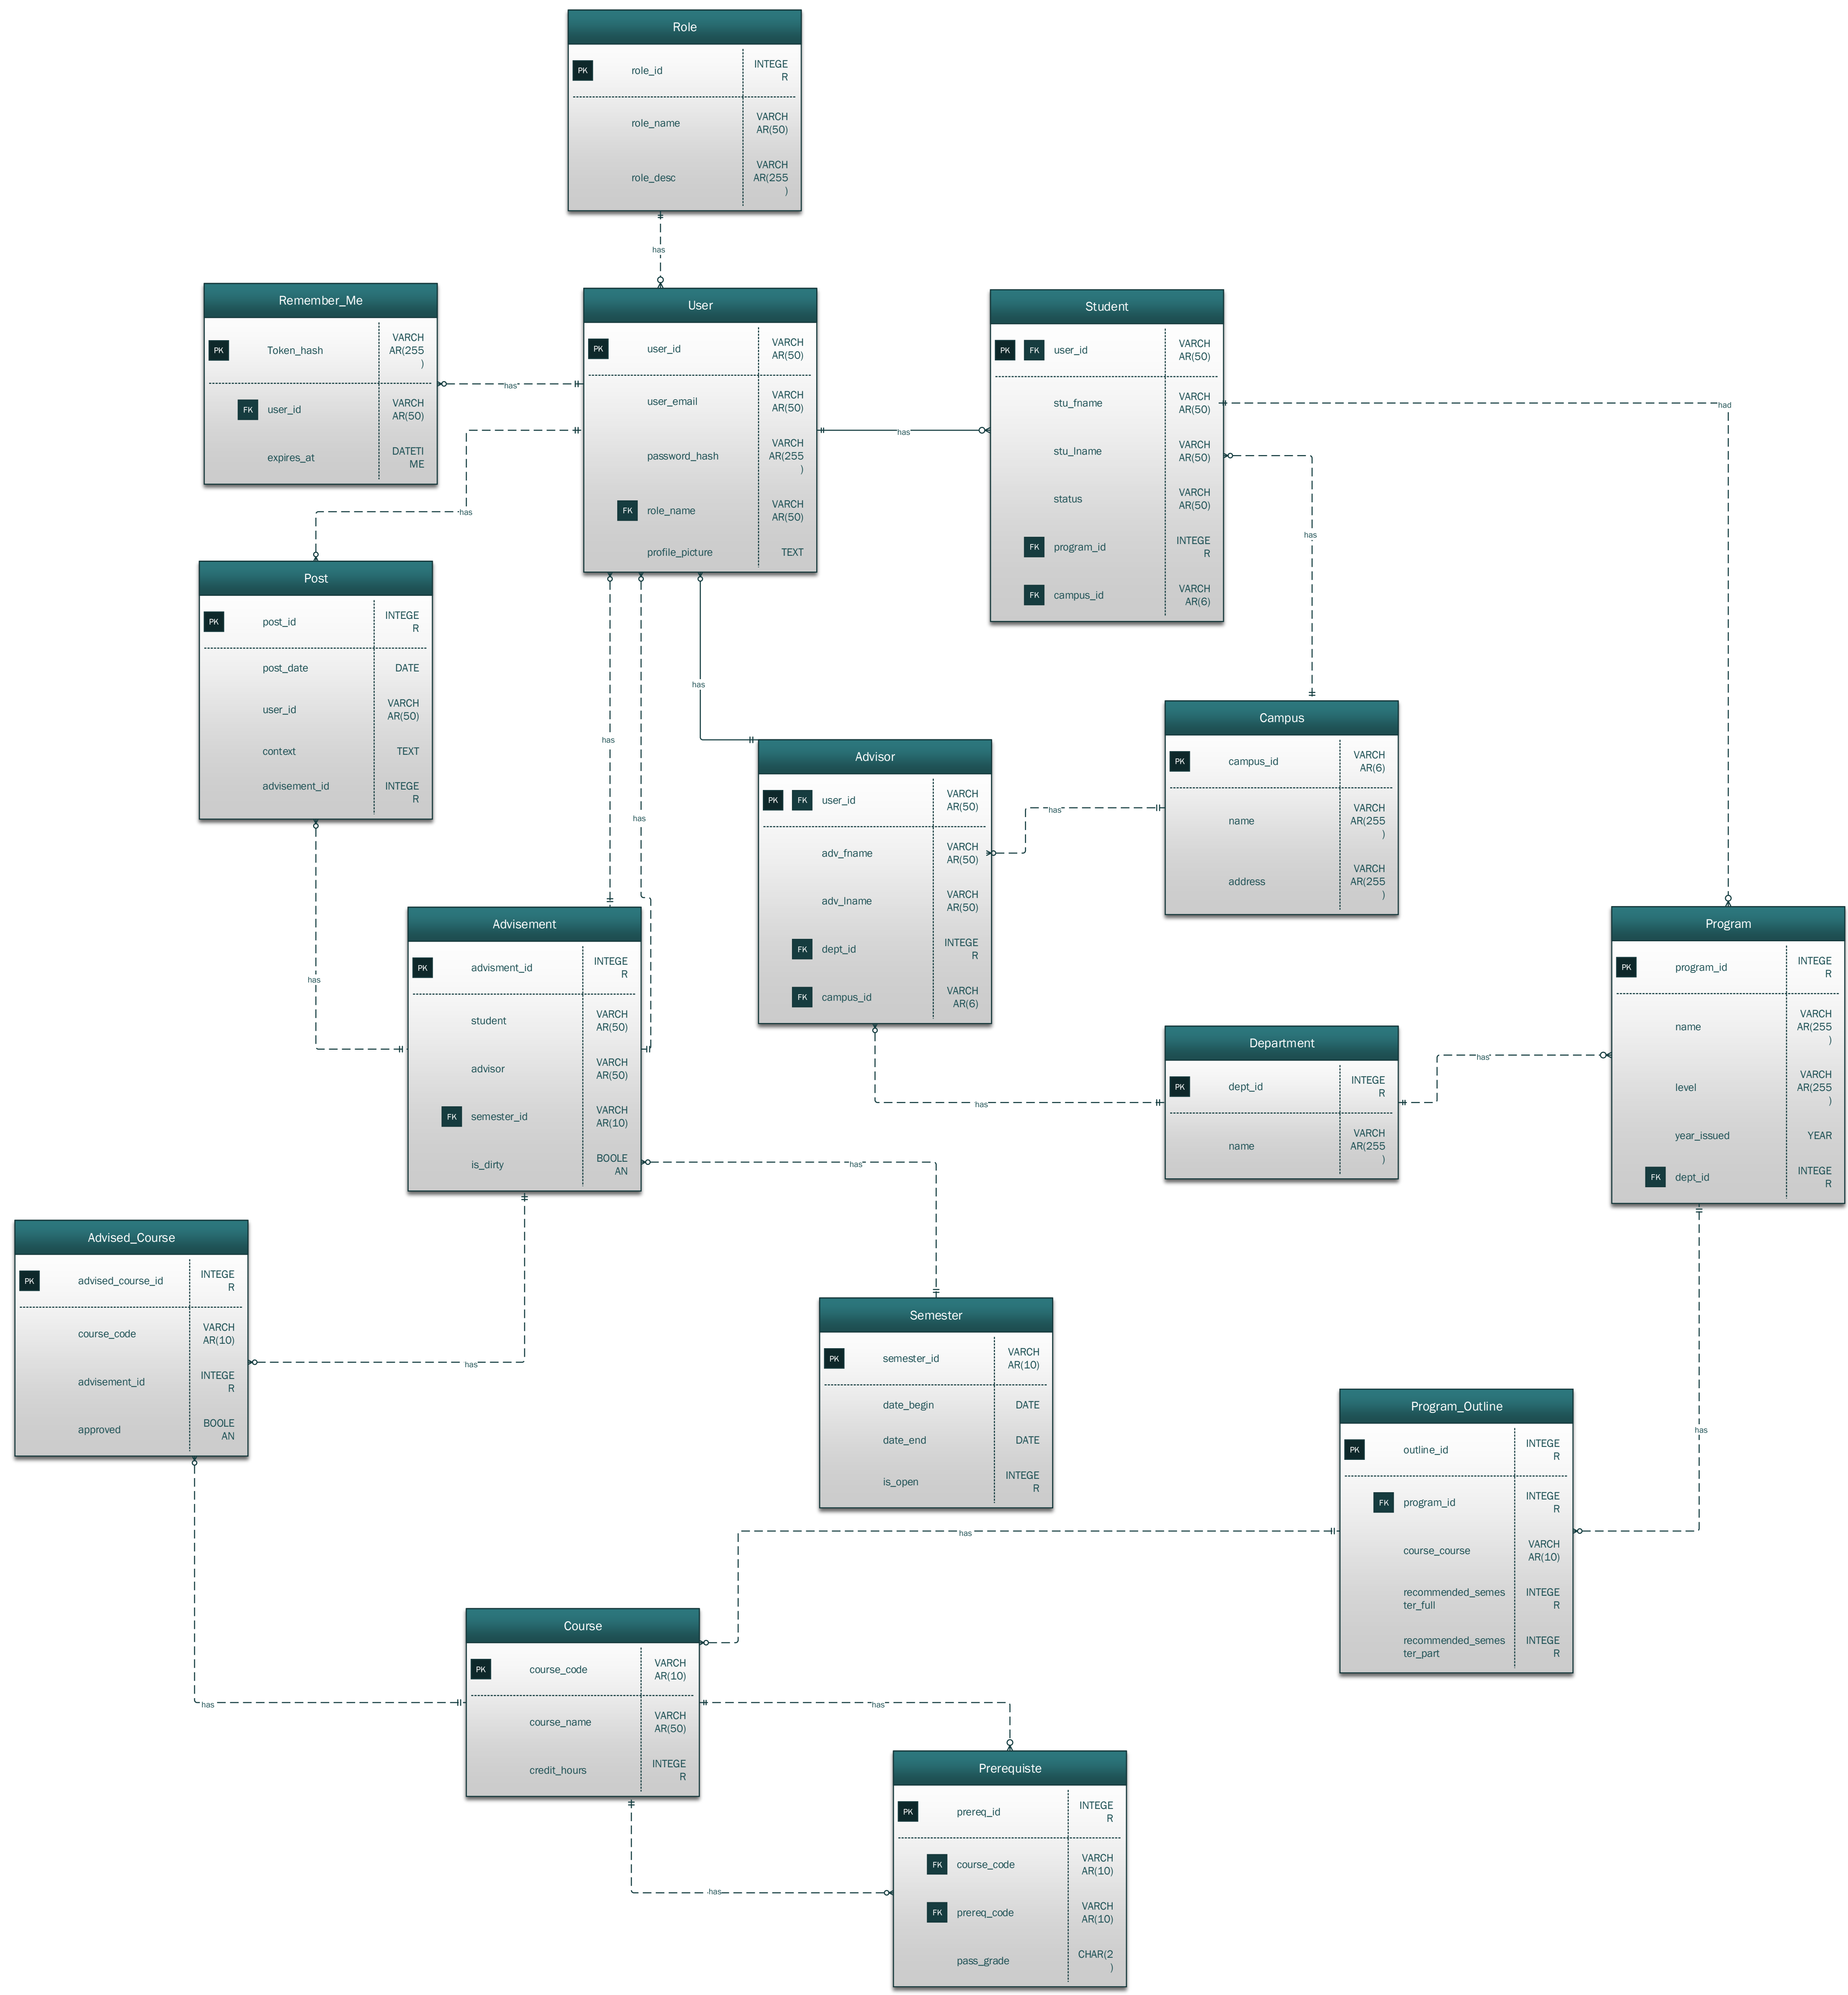 Role
PK role_id INTEGE
R
role_name VARCH
AR(50)
role_desc VARCH
AR(255
)
has
Remember_Me
PK Token_hash VARCH
AR(255
)
FK user_id VARCH
AR(50)
expires_at DATETI
ME
has
User
PK user_id VARCH
AR(50)
user_email VARCH
AR(50)
password_hash VARCH
AR(255
)
FK role_name VARCH
AR(50)
profile_picture TEXT
has
Student
PK FK user_id VARCH
AR(50)
stu_fname VARCH
AR(50)
stu_lname VARCH
AR(50)
status VARCH
AR(50)
FK program_id INTEGE
R
FK campus_id VARCH
AR(6)
had
has
has
Post
PK post_id INTEGE
R
post_date DATE
user_id VARCH
AR(50)
context TEXT
advisement_id INTEGE
R
has
has
has
has
Advisor
PK FK user_id VARCH
AR(50)
adv_fname VARCH
AR(50)
adv_lname VARCH
AR(50)
FK dept_id INTEGE
R
FK campus_id VARCH
AR(6)
has
Campus
PK campus_id VARCH
AR(6)
name VARCH
AR(255
)
address VARCH
AR(255
)
Advisement
PK advisment_id INTEGE
R
student VARCH
AR(50)
advisor VARCH
AR(50)
FK semester_id VARCH
AR(10)
is_dirty BOOLE
AN
has
Department
PK dept_id INTEGE
R
name VARCH
AR(255
)
has
Program
PK program_id INTEGE
R
name VARCH
AR(255
)
level VARCH
AR(255
)
year_issued YEAR
FK dept_id INTEGE
R
has
Advised_Course
PK advised_course_id INTEGE
R
course_code VARCH
AR(10)
advisement_id INTEGE
R
approved BOOLE
AN
has
Semester
PK semester_id VARCH
AR(10)
date_begin DATE
date_end DATE
is_open INTEGE
R
has
Program_Outline
PK outline_id INTEGE
R
FK program_id INTEGE
R
course_course VARCH
AR(10)
recommended_semes
ter_full INTEGE
R
recommended_semes
ter_part INTEGE
R
has
has
Course
PK course_code VARCH
AR(10)
course_name VARCH
AR(50)
credit_hours INTEGE
R
has
has
has
Prerequiste
PK prereq_id INTEGE
R
FK course_code VARCH
AR(10)
FK prereq_code VARCH
AR(10)
pass_grade CHAR(2
)